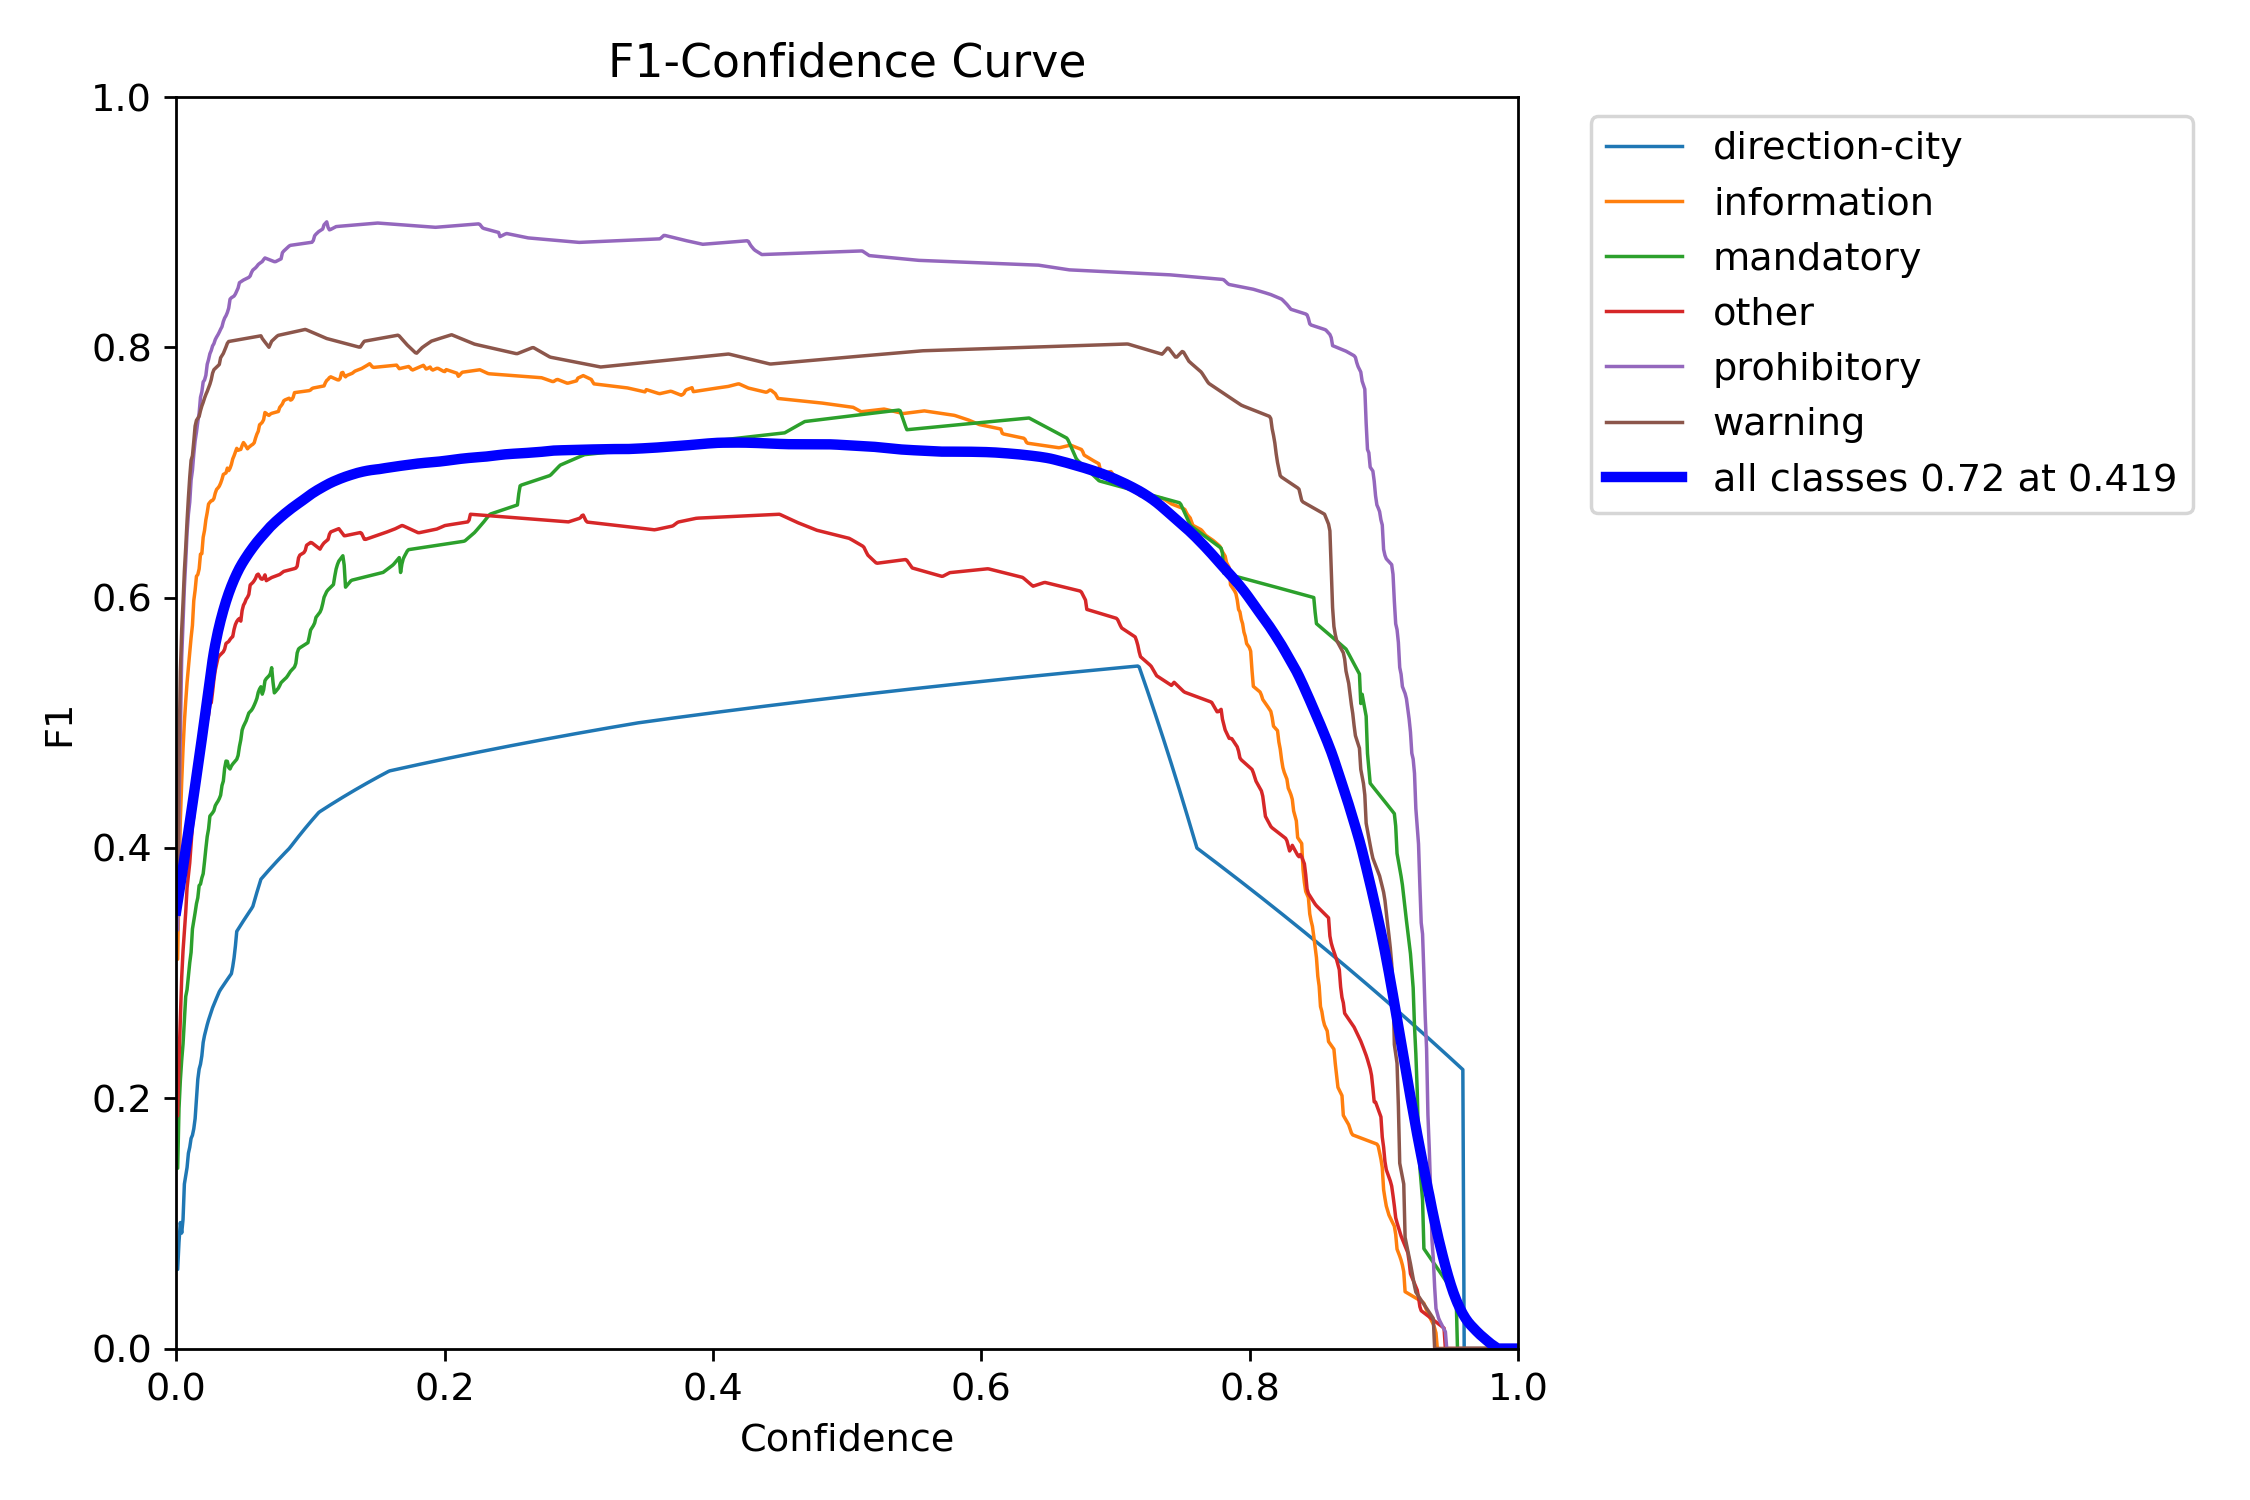 F1-Confidence Curve
1.0
0.8
0.6
0.4
0.2
0.0
F1
0.0 0.2 0.4 0.6 0.8 1.0
Confidence
direction-city
information
mandatory
other
prohibitory
warning
all classes 0.72 at 0.419